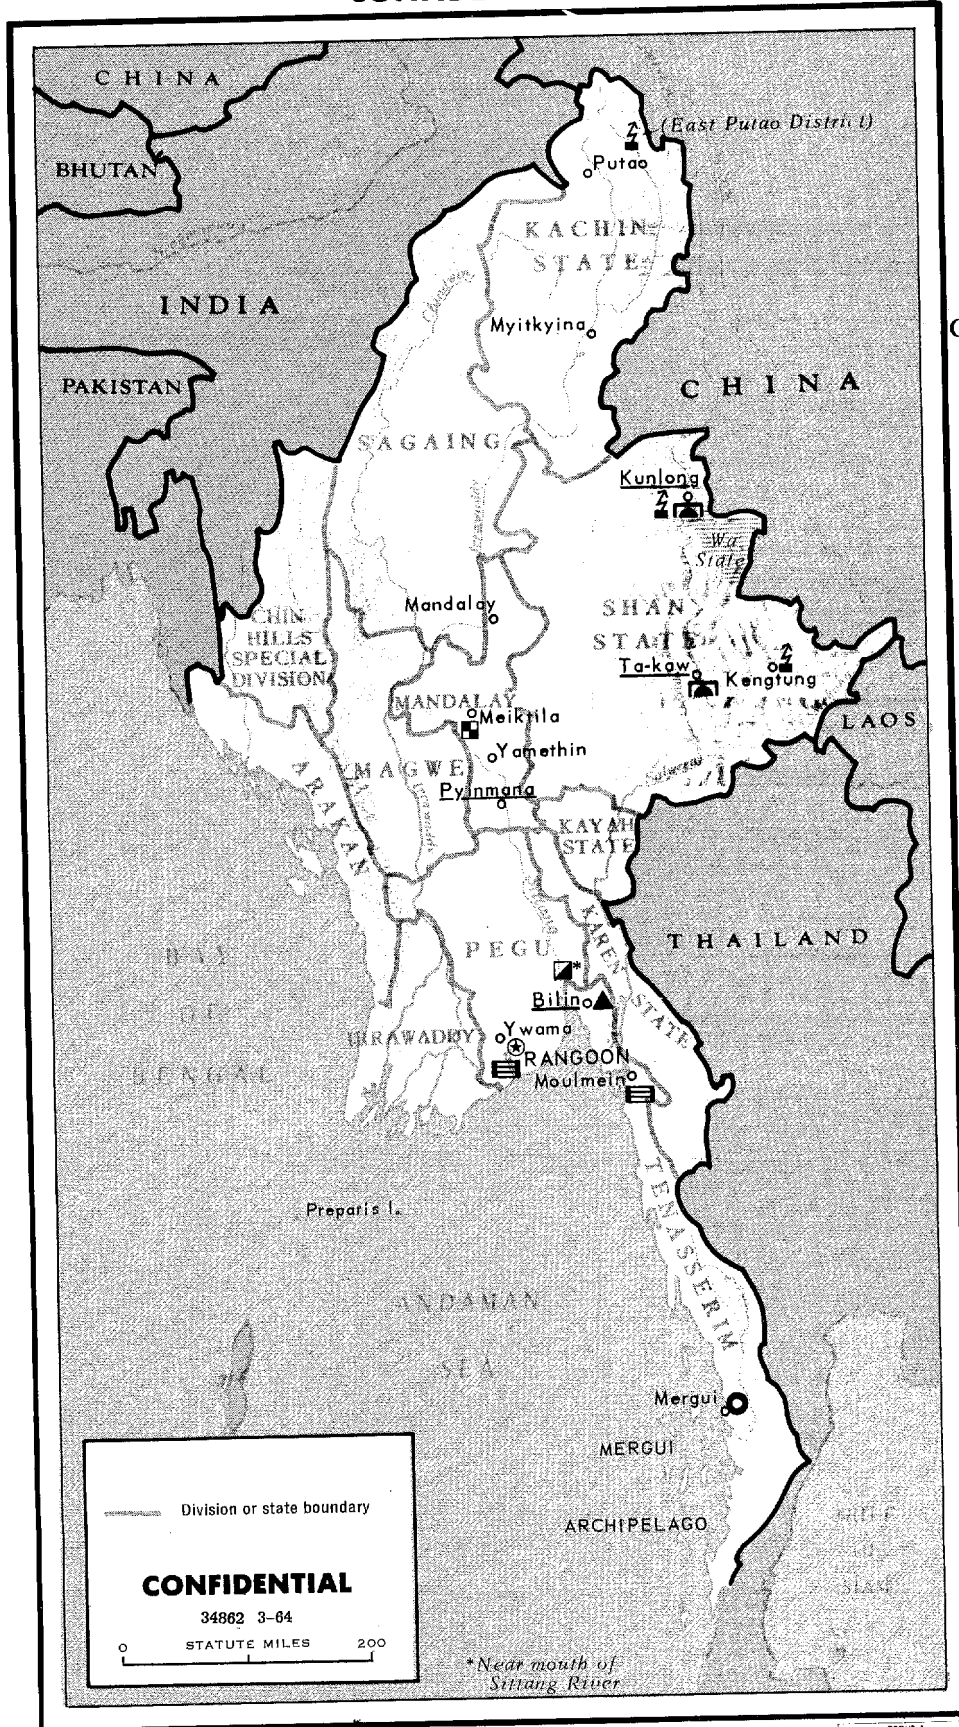 CHINA
(East Putao District)
BHUTAN
Putao
KACHIN
STATE
INDIA
Chindwin
Myitkyina
PAKISTAN
CHINA
SAGAING
Kunlong
Wa
State
Mandalay
SHAN
STATE
CHIN
HILLS
SPECIAL
DIVISION
Ta-kaw
Kengtung
MANDALAY
Meiktila
LAOS
Yamethin
MAGWE
Salween
Pyinmana
ARAKAN
KAYAH
STATE
KAREN STATE
PEGU
THAILAND
BAY
OF
BENGAL
*
Bilin
Ywama
IRRAWADDY
RANGOON
Moulmein
TENASSERIM
Preparis I.
ANDAMAN
SEA
Mergui
MERGUI
ARCHIPELAGO
Division or state boundary
CONFIDENTIAL
34862 3-64
0 STATUTE MILES 200
*Near mouth of
Sittang River